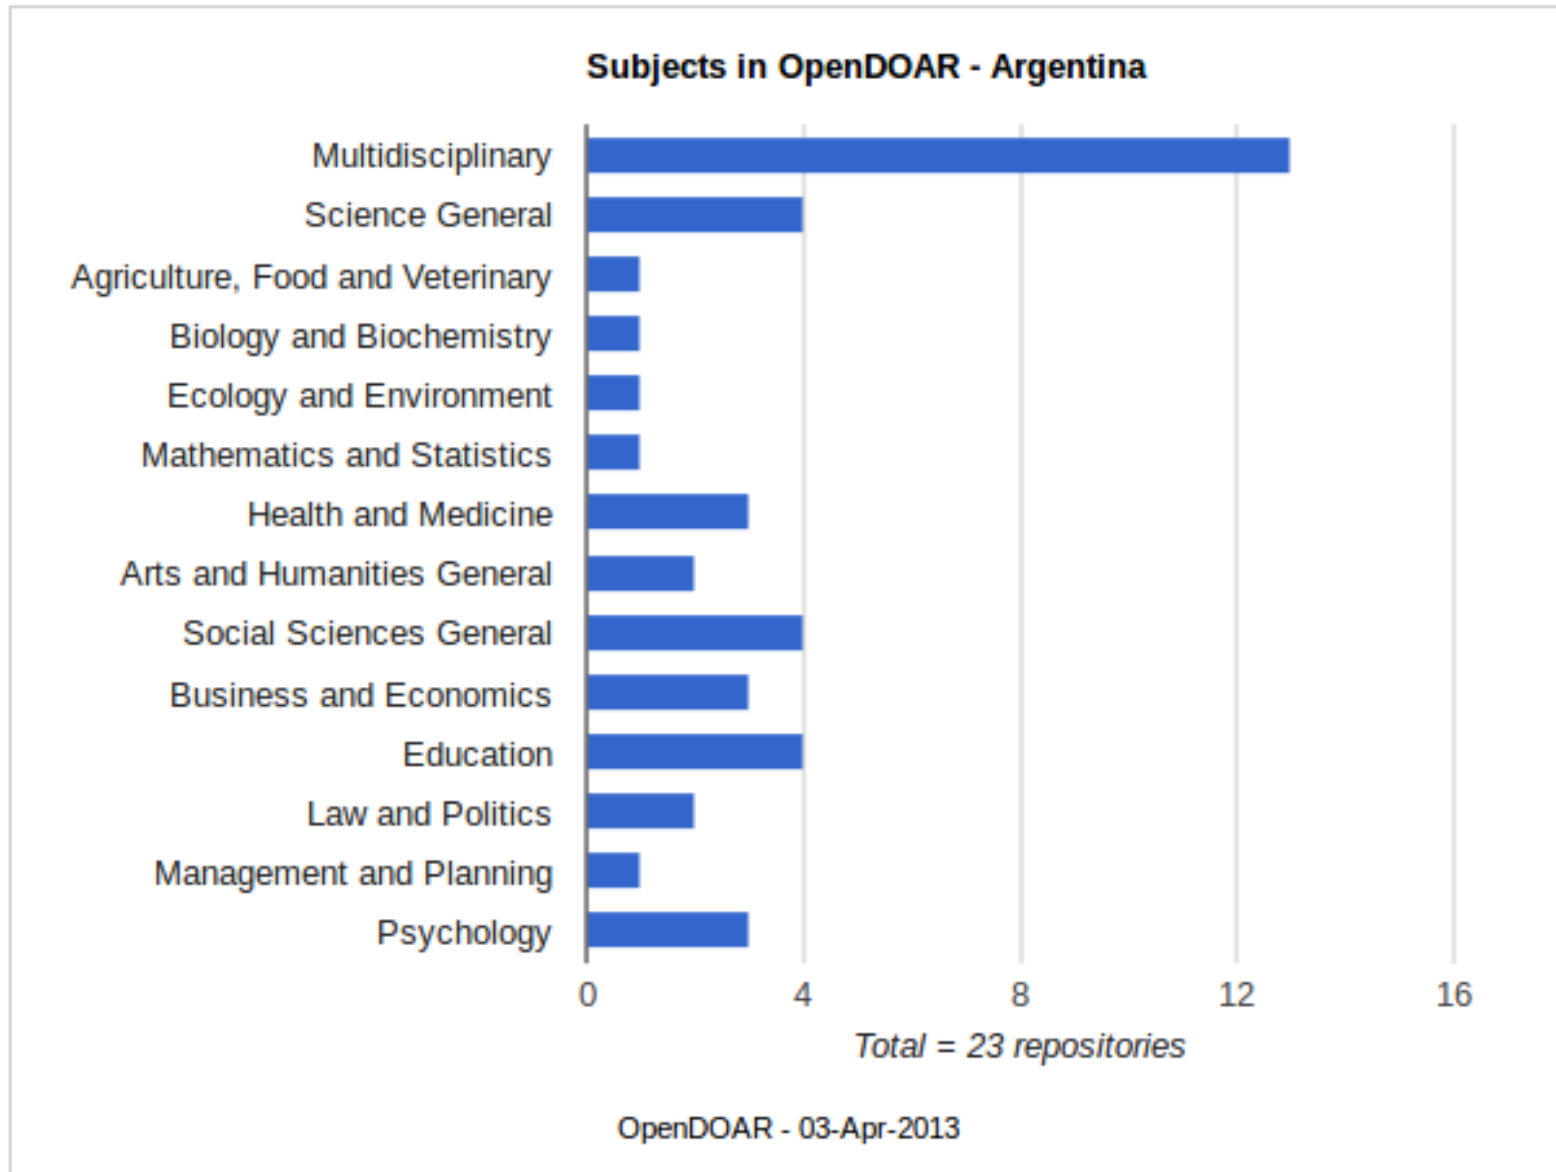 Subjects in OpenDOAR - Argentina
Multidisciplinary
Science General
Agriculture, Food and Veterinary
Biology and Biochemistry
Ecology and Environment
Mathematics and Statistics
Health and Medicine
Arts and Humanities General
Social Sciences General
Business and Economics
Education
Law and Politics
Management and Planning
Psychology
0 4 8 12 16
Total = 23 repositories
OpenDOAR - 03-Apr-2013